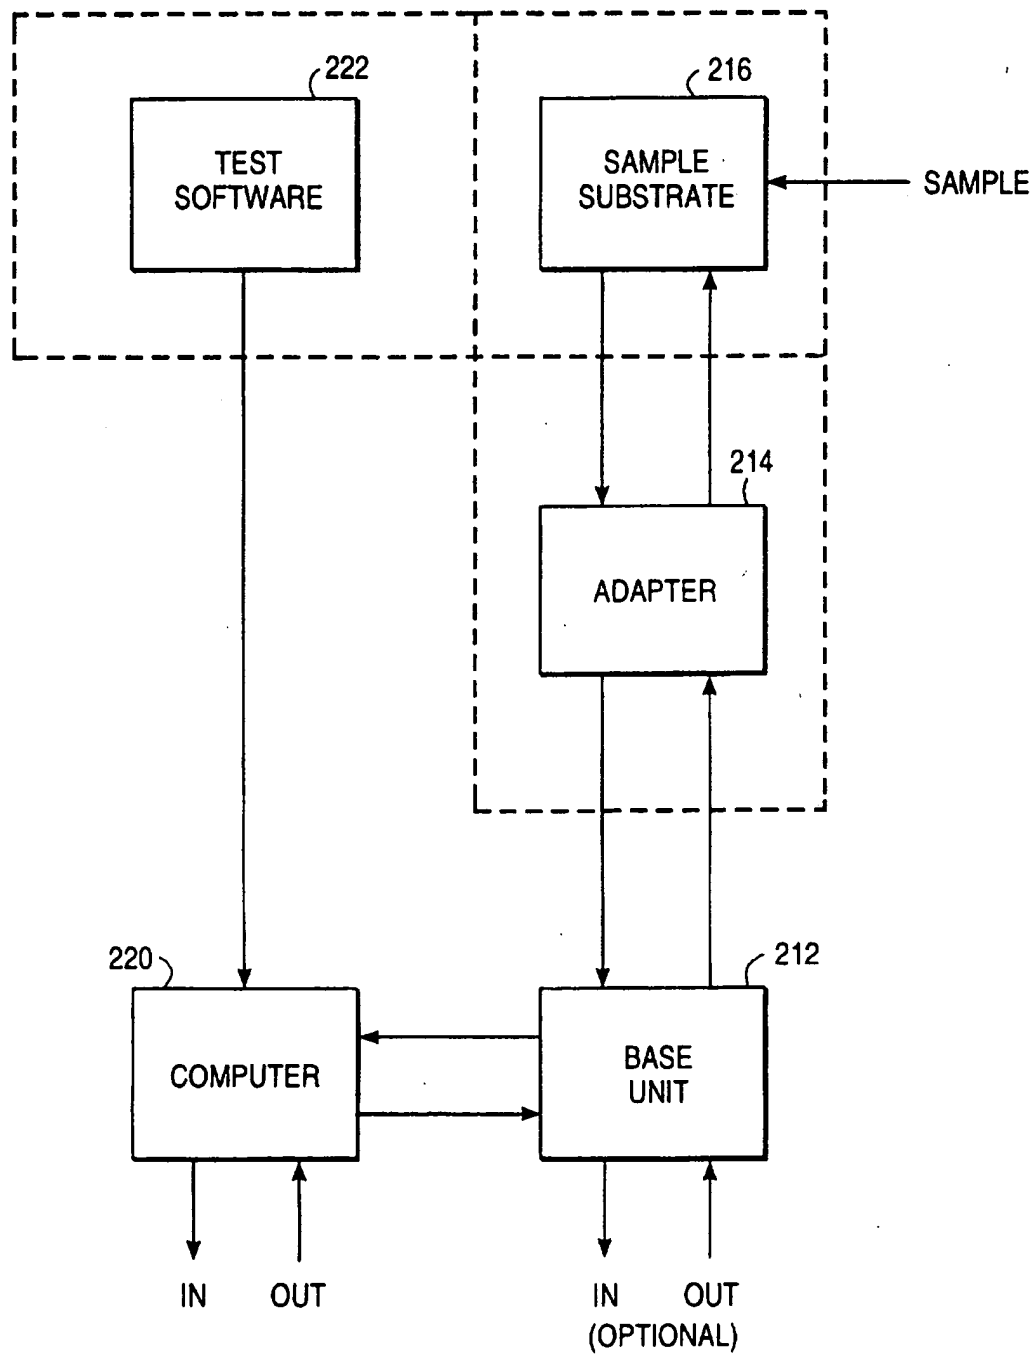 222
TEST
SOFTWARE
216
SAMPLE
SUBSTRATE
SAMPLE
214
ADAPTER
220
COMPUTER
212
BASE
UNIT
IN OUT
IN OUT
(OPTIONAL)